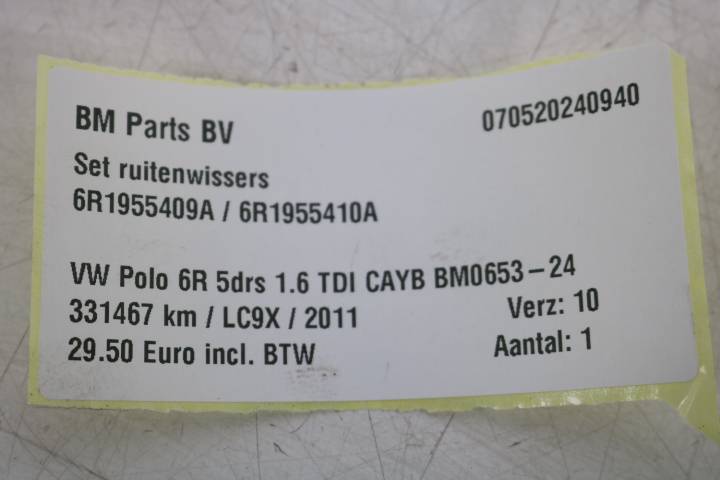 BM Parts BV
070520240940
Set ruitenwissers
6R1955409A / 6R1955410A
VW Polo 6R 5drs 1.6 TDI CAYB BM0653-24
331467 km / LC9X / 2011
Verz: 10
29.50 Euro incl. BTW
Aantal: 1